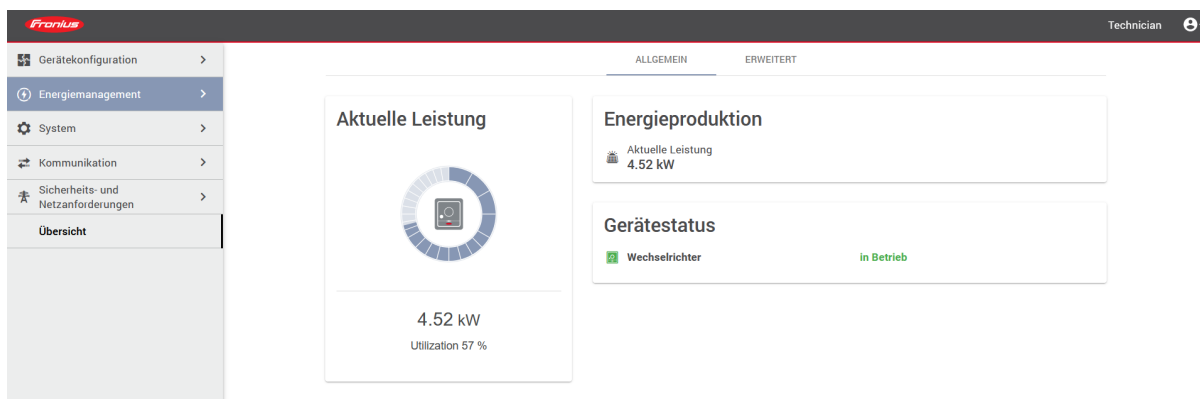 Fronius
Technician
Gerätekonfiguration
Energiemanagement
System
Kommunikation
Sicherheits- und
Netzanforderungen
Übersicht
ALLGEMEIN ERWEITERT
Aktuelle Leistung
4.52 kW
Utilization 57 %
Energieproduktion
Aktuelle Leistung
4.52 kW
Gerätestatus
Wechselrichter in Betrieb